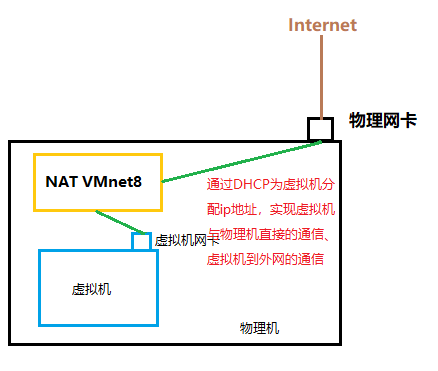 Internet
物理网卡
NAT VMnet8
通过DHCP为虚拟机分
配ip地址，实现虚拟机
与物理机直接的通信、
虚拟机到外网的通信
虚拟机网卡
虚拟机
物理机